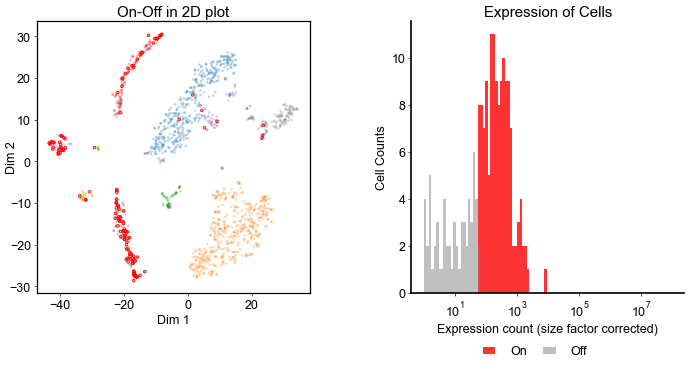 On-Off in 2D plot
30
20
10
0
−10
−20
−30
Dim 2
−40
−20
0
20
Dim 1
Expression of Cells
10
8
6
4
2
0
Cell Counts
10^1
10^3
10^5
10^7
Expression count (size factor corrected)
On
Off